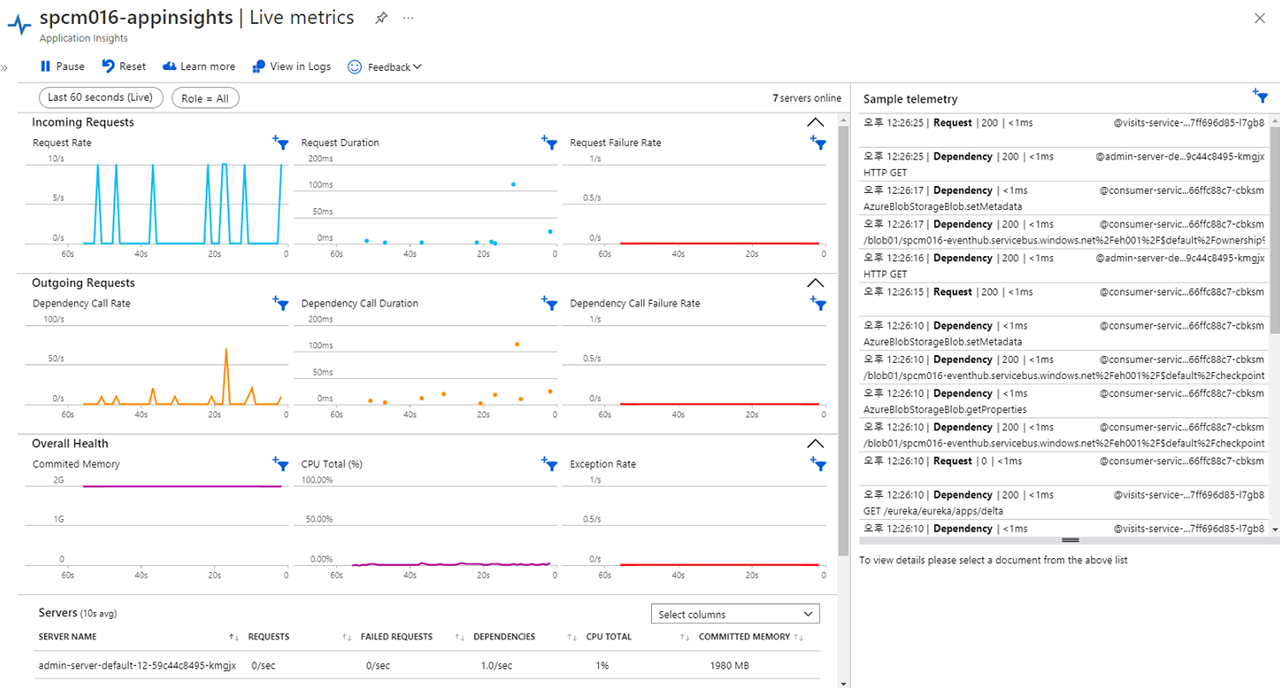 spcm016-appinsights | Live metrics
Application Insights
Pause Reset Learn more View in Logs Feedback
Last 60 seconds (Live) Role = All 7 servers online
Incoming Requests
Request Rate
10/s
5/s
0/s
60s 40s 20s 0
Request Duration
200ms
100ms
50ms
0ms
60s 40s 20s 0
Request Failure Rate
1/s
0.5/s
0/s
60s 40s 20s 0
Outgoing Requests
Dependency Call Rate
100/s
50/s
0/s
60s 40s 20s 0
Dependency Call Duration
200ms
100ms
50ms
0ms
60s 40s 20s 0
Dependency Call Failure Rate
1/s
0.5/s
0/s
60s 40s 20s 0
Overall Health
Commited Memory
2G
1G
0
60s 40s 20s 0
CPU Total (%)
100.00%
50.00%
0.00%
60s 40s 20s 0
Exception Rate
1/s
0.5/s
0/s
60s 40s 20s 0
Servers (10s avg)
Select columns
SERVER NAME REQUESTS FAILED REQUESTS DEPENDENCIES CPU TOTAL COMMITTED MEMORY
admin-server-default-12-59c44c8495-kmgjx 0/sec 0/sec 1.0/sec 1% 1980 MB
Sample telemetry
오후 12:26:25 | Request | 200 | <1ms @visits-service-...7ff696d85-l7gb8
오후 12:26:25 | Dependency | 200 | <1ms @admin-server-de...9c44c8495-kmgjx
HTTP GET
오후 12:26:17 | Dependency | <1ms @consumer-servic...66ffc88c7-cbksm
AzureBlobStorageBlob.setMetadata
오후 12:26:17 | Dependency | 200 | <1ms @consumer-servic...66ffc88c7-cbksm
/blob01/spcm016-eventhub.servicebus.windows.net%2Feh001%2F$default%2Fownership%
오후 12:26:16 | Dependency | 200 | <1ms @admin-server-de...9c44c8495-kmgjx
HTTP GET
오후 12:26:15 | Request | 200 | <1ms @consumer-servic...66ffc88c7-cbksm
오후 12:26:10 | Dependency | <1ms @consumer-servic...66ffc88c7-cbksm
AzureBlobStorageBlob.setMetadata
오후 12:26:10 | Dependency | 200 | <1ms @consumer-servic...66ffc88c7-cbksm
/blob01/spcm016-eventhub.servicebus.windows.net%2Feh001%2F$default%2Fcheckpoint
오후 12:26:10 | Dependency | <1ms @consumer-servic...66ffc88c7-cbksm
AzureBlobStorageBlob.getProperties
오후 12:26:10 | Dependency | 200 | <1ms @consumer-servic...66ffc88c7-cbksm
/blob01/spcm016-eventhub.servicebus.windows.net%2Feh001%2F$default%2Fcheckpoint
오후 12:26:10 | Request | 0 | <1ms @consumer-servic...66ffc88c7-cbksm
오후 12:26:10 | Dependency | 200 | <1ms @visits-service-...7ff696d85-l7gb8
GET /eureka/eureka/apps/delta
오후 12:26:10 | Dependency | <1ms @visits-service-...7ff696d85-l7gb8
To view details please select a document from the above list